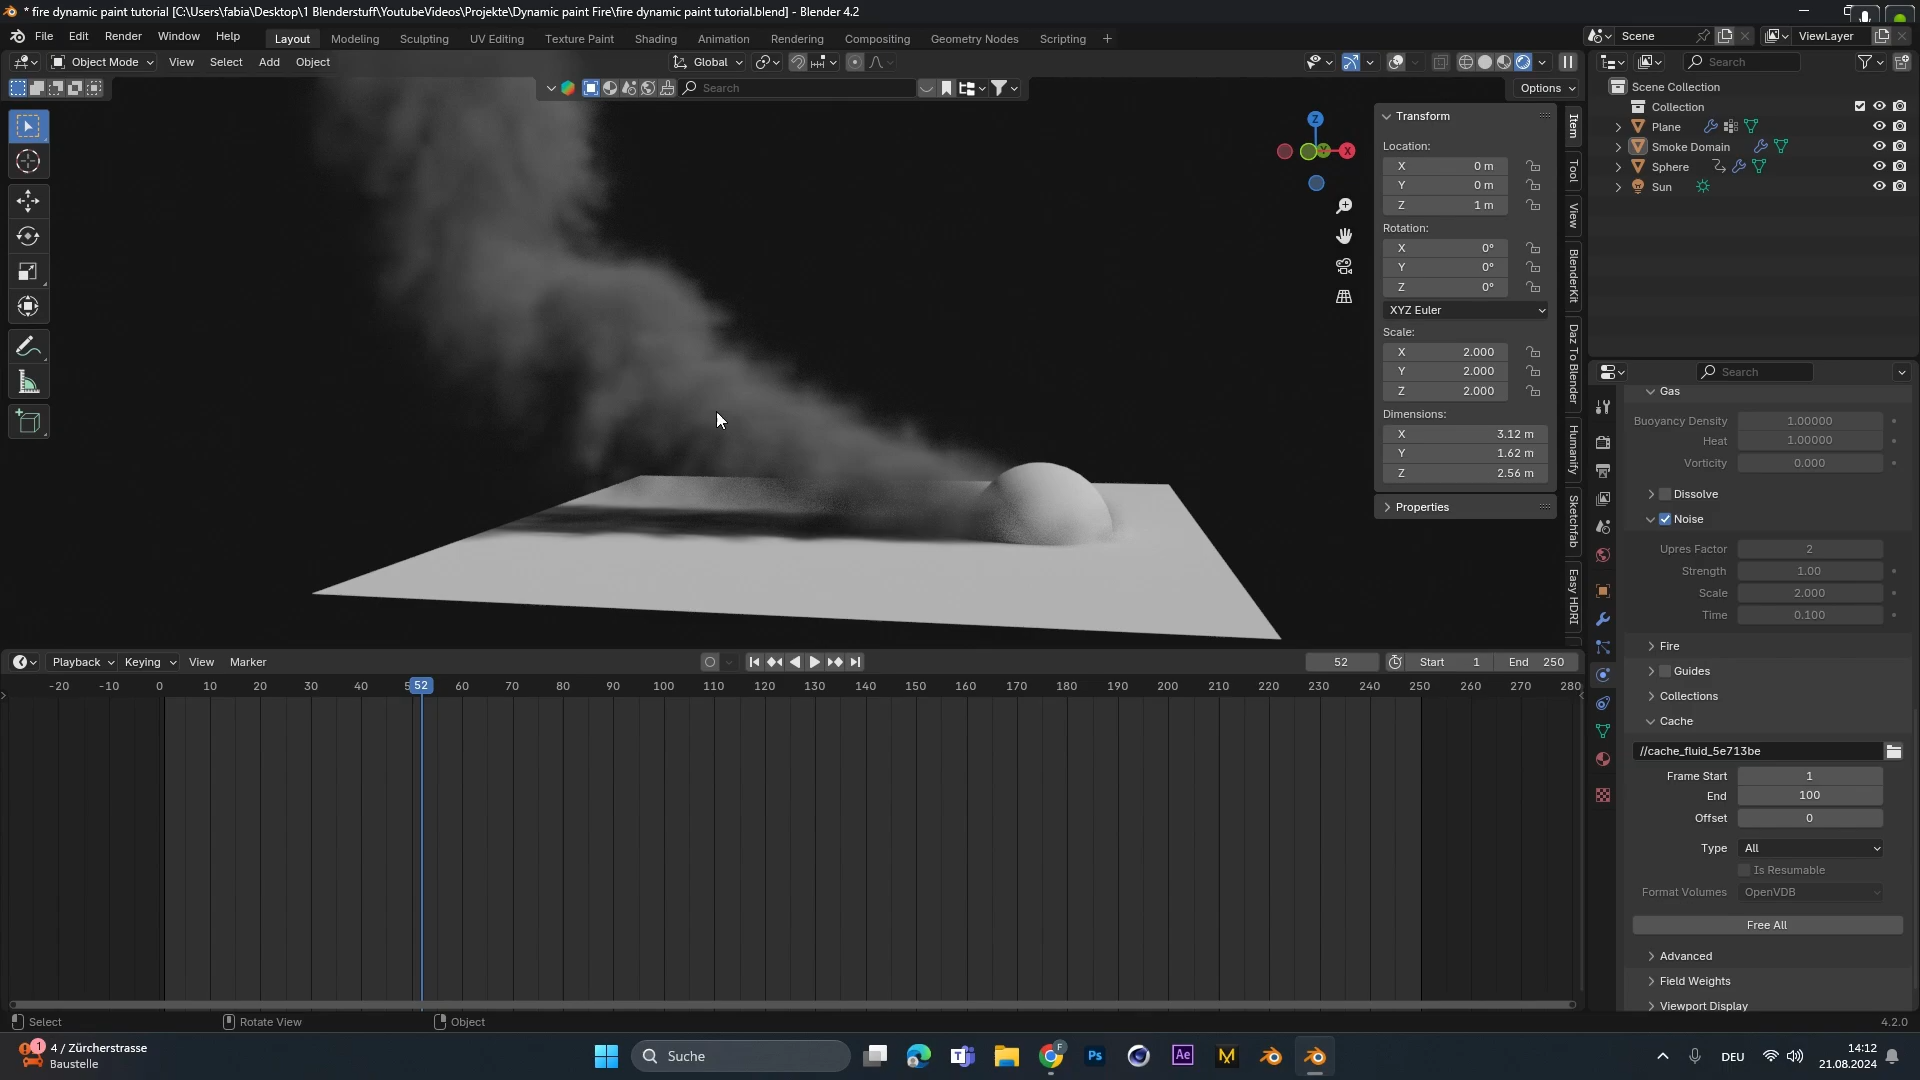 * fire dynamic paint tutorial [C:\Users\fabia\Desktop\1 Blenderstuff\YoutubeVideos\Projekte\Dynamic paint Fire\fire dynamic paint tutorial.blend] - Blender 4.2
File Edit Render Window Help
Layout Modeling Sculpting UV Editing Texture Paint Shading Animation Rendering Compositing Geometry Nodes Scripting +
Scene
ViewLayer
Object Mode View Select Add Object
Global
Search
Search
Options
Scene Collection
Collection
Plane
Smoke Domain
Sphere
Sun
Z
X
Transform
Location:
X 0 m
Y 0 m
Z 1 m
Rotation:
X 0°
Y 0°
Z 0°
XYZ Euler
Scale:
X 2.000
Y 2.000
Z 2.000
Dimensions:
X 3.12 m
Y 1.62 m
Z 2.56 m
Properties
Item
Tool
View
BlenderKit
Daz To Blender
Humanify
Sketchfab
Easy HDRI
Search
Gas
Buoyancy Density 1.00000
Heat 1.00000
Vorticity 0.000
Dissolve
Noise
Upres Factor 2
Strength 1.00
Scale 2.000
Time 0.100
Fire
Guides
Collections
Cache
//cache_fluid_5e713be
Frame Start 1
End 100
Offset 0
Type All
Is Resumable
Format Volumes OpenVDB
Free All
Advanced
Field Weights
Viewport Display
Playback Keying View Marker
52
Start 1
End 250
-20 -10 0 10 20 30 40 52 60 70 80 90 100 110 120 130 140 150 160 170 180 190 200 210 220 230 240 250 260 270 280
Select
Rotate View
Object
4.2.0
1
4 / Zürcherstrasse
Baustelle
Suche
F
Ps
Ae
M
DEU
14:12
21.08.2024